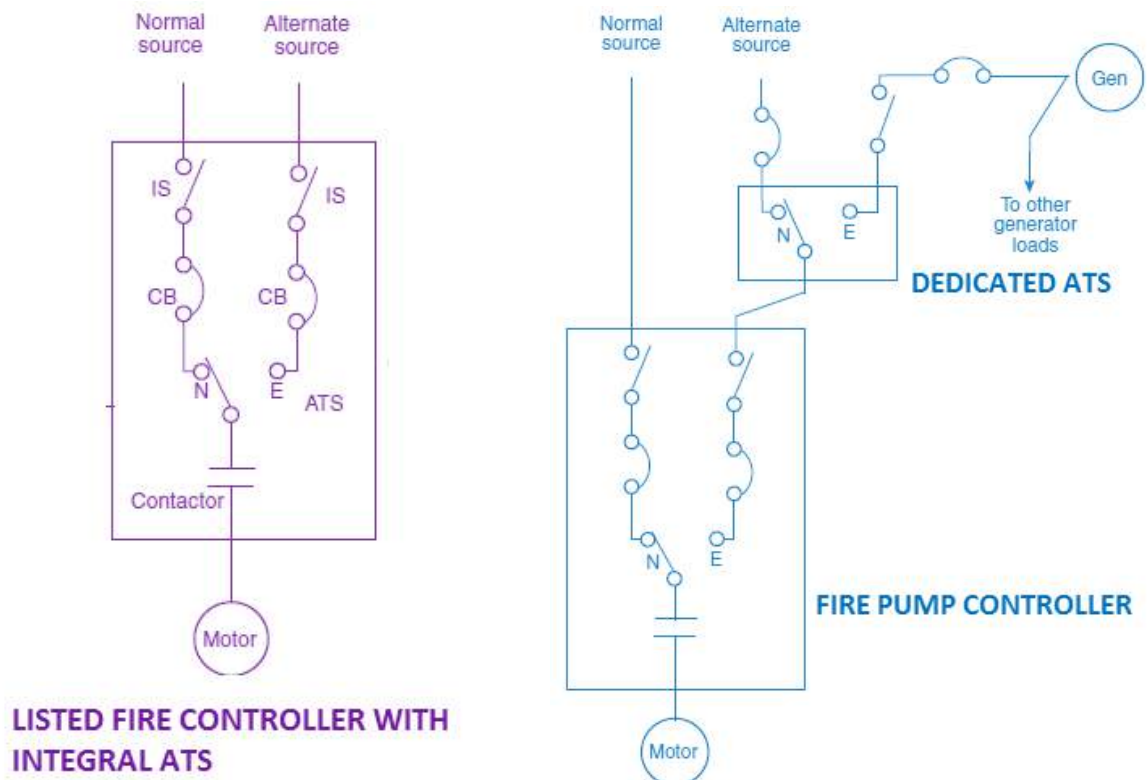 Normal
source
Alternate
source
IS
IS
CB
CB
N
E
ATS
Contactor
Motor
LISTED FIRE CONTROLLER WITH
INTEGRAL ATS
Normal
source
Alternate
source
Gen
To other
generator
loads
N
E
DEDICATED ATS
N
E
FIRE PUMP CONTROLLER
Motor